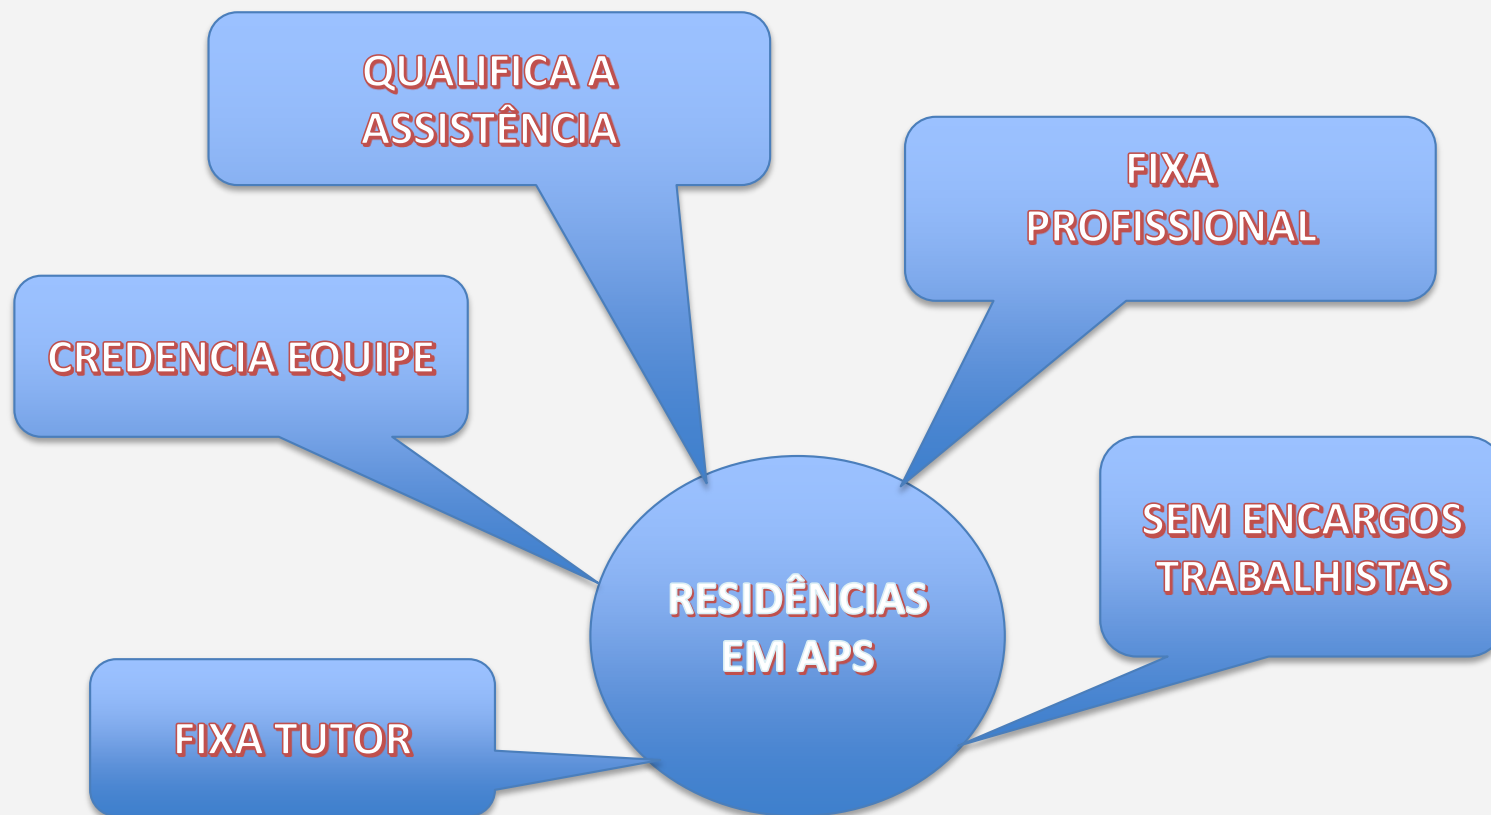 QUALIFICA A
ASSISTÊNCIA
FIXA
PROFISSIONAL
CREDENCIA EQUIPE
SEM ENCARGOS
TRABALHISTAS
RESIDÊNCIAS
EM APS
FIXA TUTOR